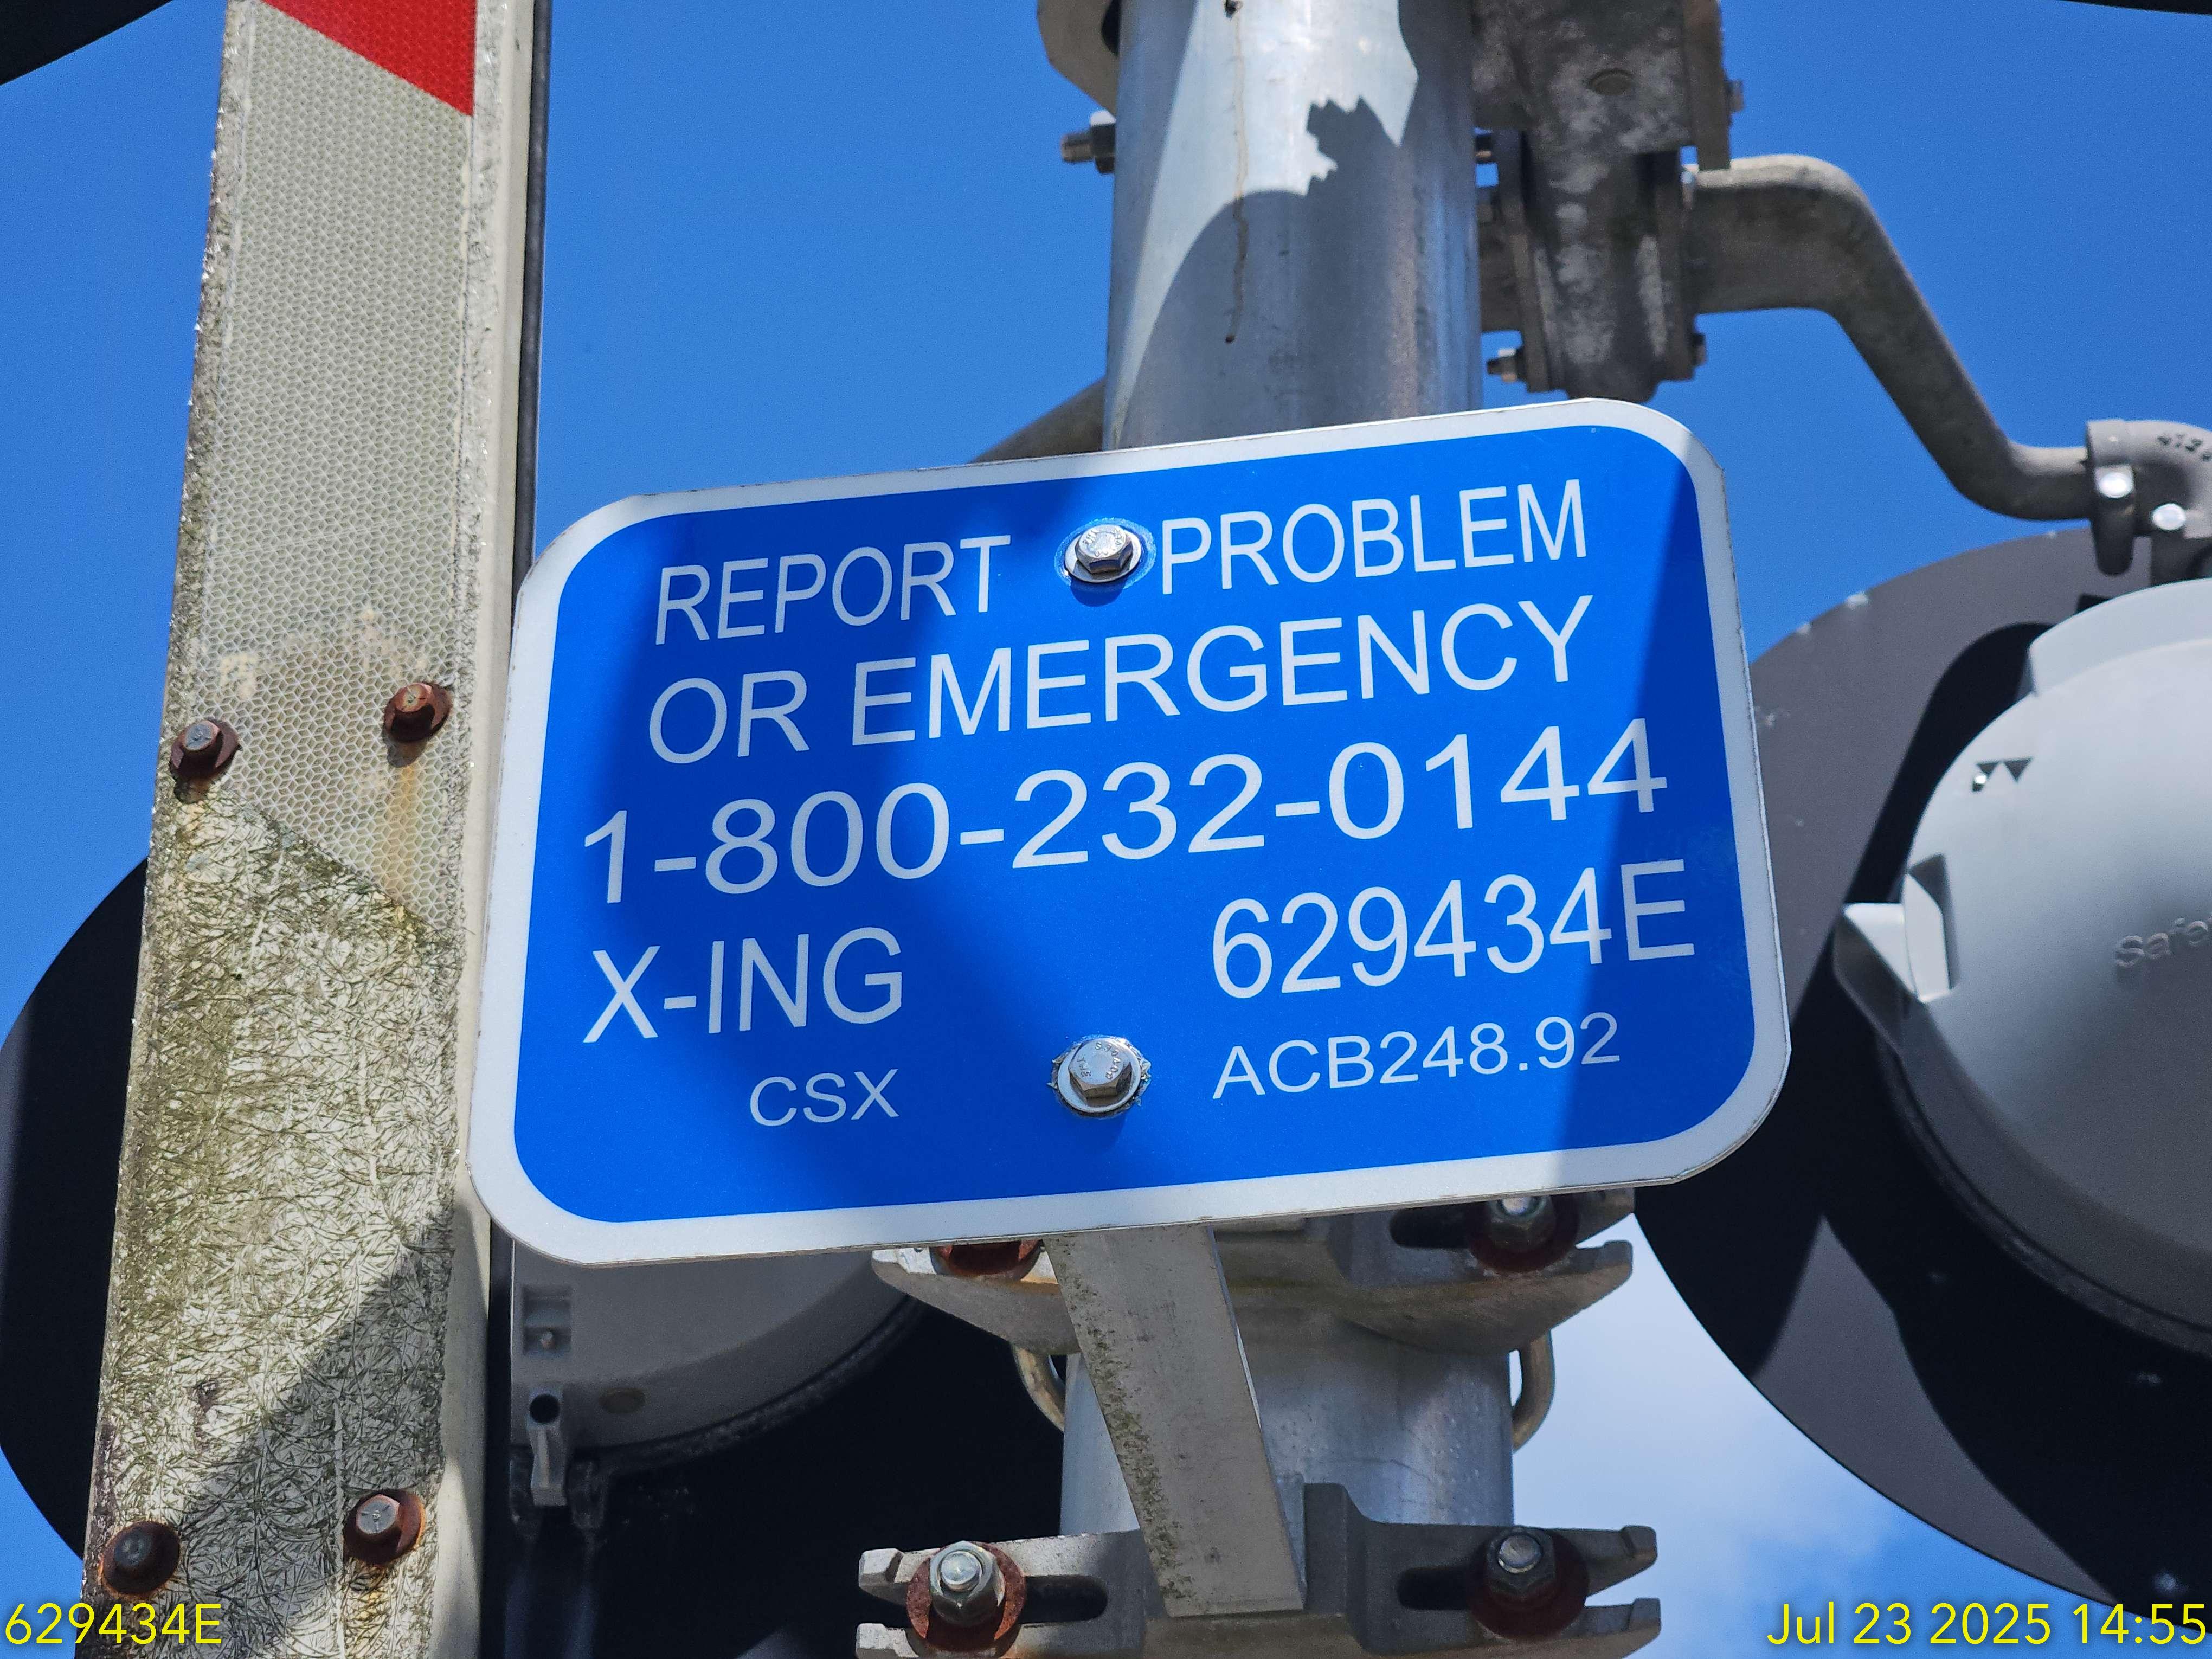 REPORT PROBLEM
OR EMERGENCY
1-800-232-0144
X-ING 629434E
CSX ACB248.92
629434E
Jul 23 2025 14:55